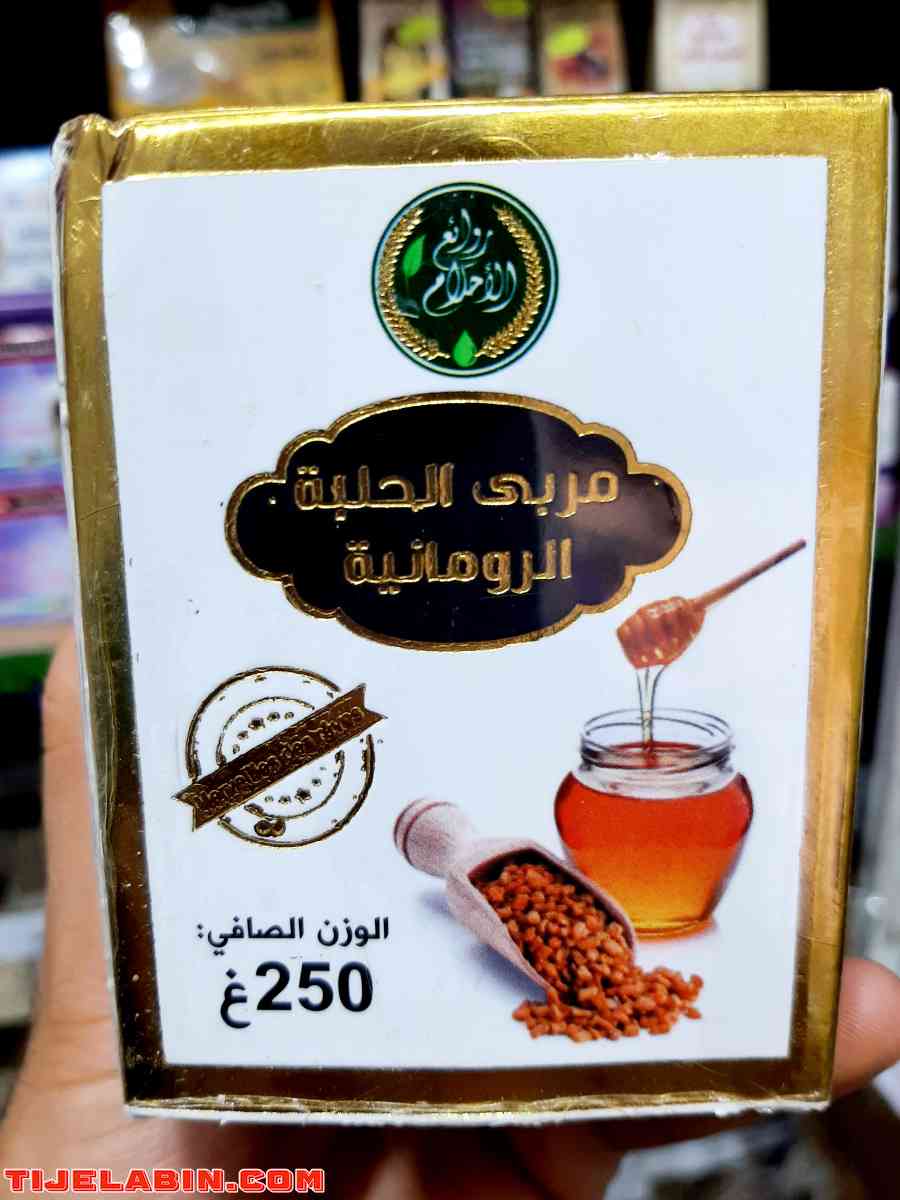 روائع
الأحلام
مربى الحلبة
الرومانية
الوزن الصافي:
250غ
TIJELABIN.COM